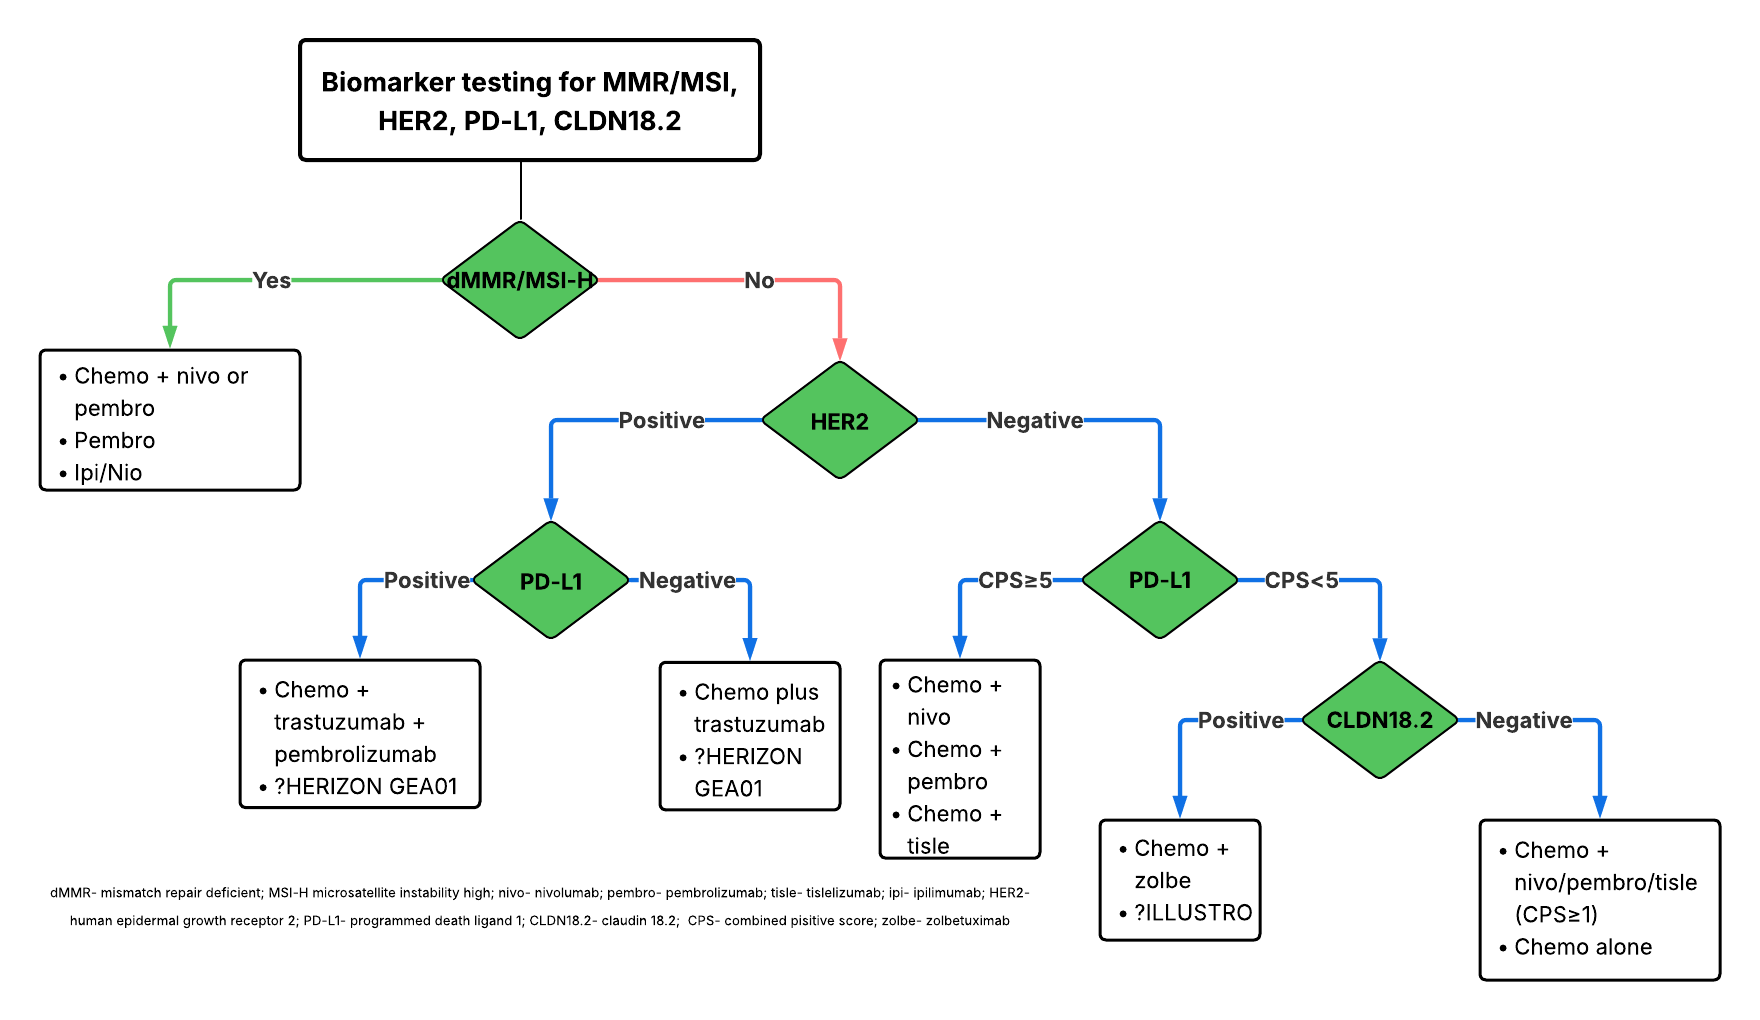 Biomarker testing for MMR/MSI,
HER2, PD-L1, CLDN18.2
dMMR/MSI-H
Yes
No
• Chemo + nivo or
pembro
• Pembro
• Ipi/Nio
HER2
Positive
Negative
PD-L1
Positive
Negative
PD-L1
CPS≥5
CPS<5
• Chemo +
trastuzumab +
pembrolizumab
• ?HERIZON GEA01
• Chemo plus
trastuzumab
• ?HERIZON
GEA01
• Chemo +
nivo
• Chemo +
pembro
• Chemo +
tisle
CLDN18.2
Positive
Negative
• Chemo +
zolbe
• ?ILLUSTRO
• Chemo +
nivo/pembro/tisle
(CPS≥1)
• Chemo alone
dMMR- mismatch repair deficient; MSI-H microsatellite instability high; nivo- nivolumab; pembro- pembrolizumab; tisle- tislelizumab; ipi- ipilimumab; HER2-
human epidermal growth receptor 2; PD-L1- programmed death ligand 1; CLDN18.2- claudin 18.2; CPS- combined pisitive score; zolbe- zolbetuximab